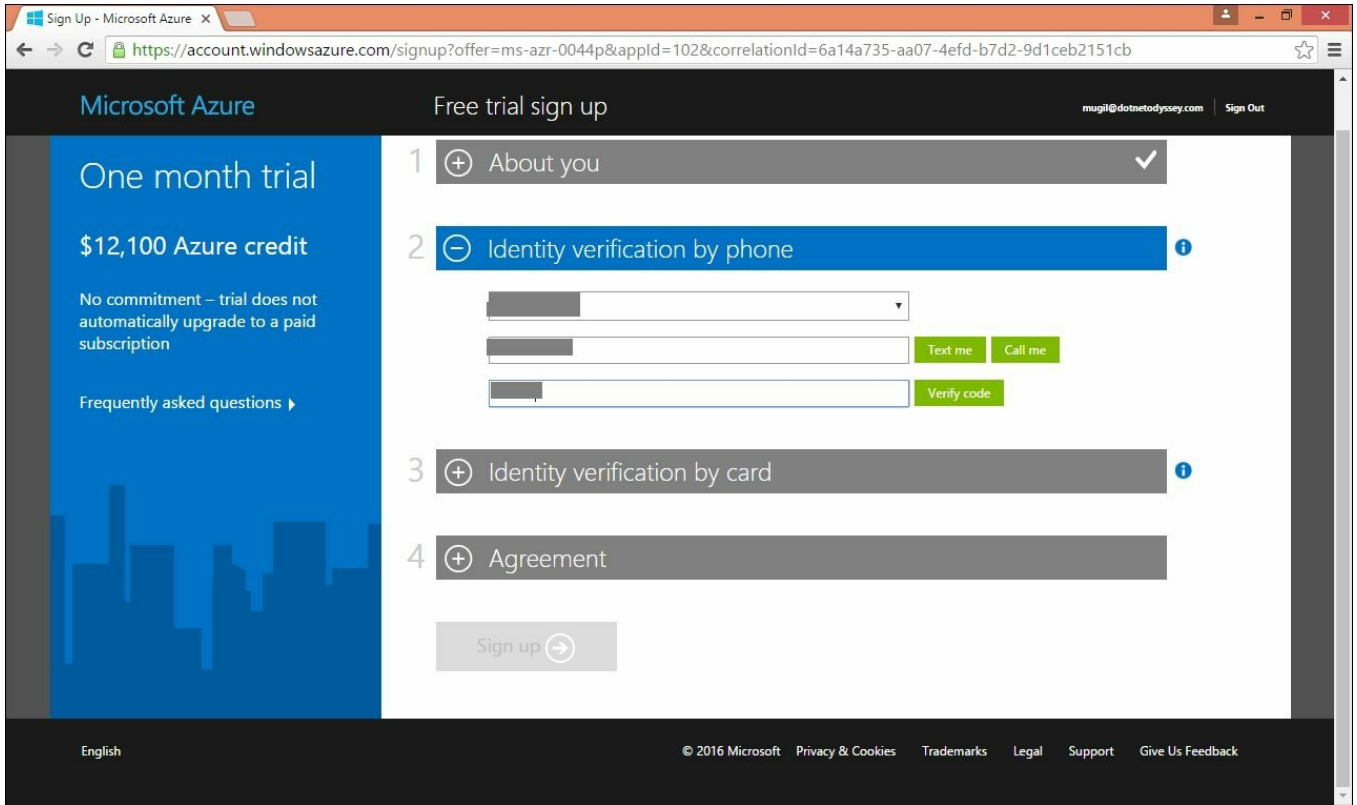 Sign Up - Microsoft Azure
https://account.windowsazure.com/signup?offer=ms-azr-0044p&appId=102&correlationId=6a14a735-aa07-4efd-b7d2-9d1ceb2151cb
Microsoft Azure
Free trial sign up
mugil@dotnetodyssey.com
Sign Out
One month trial
$12,100 Azure credit
No commitment – trial does not
automatically upgrade to a paid
subscription
Frequently asked questions
1 About you
2 Identity verification by phone
Text me
Call me
Verify code
3 Identity verification by card
4 Agreement
Sign up
English
© 2016 Microsoft Privacy & Cookies Trademarks Legal Support Give Us Feedback